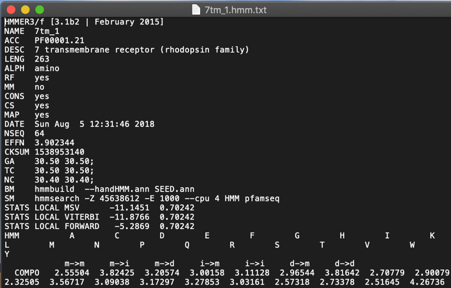 7tm_1.hmm.txt
HMMER3/f [3.1b2 | February 2015]
NAME  7tm_1
ACC   PF00001.21
DESC  7 transmembrane receptor (rhodopsin family)
LENG  263
ALPH  amino
RF    yes
MM    no
CONS  yes
CS    yes
MAP   yes
DATE  Sun Aug  5 12:31:46 2018
NSEQ  64
EFFN  3.902344
CKSUM 1538953140
GA    30.50 30.50;
TC    30.50 30.50;
NC    30.40 30.40;
BM    hmmbuild  --handHMM.ann SEED.ann
SM    hmmsearch -Z 45638612 -E 1000 --cpu 4 HMM pfamseq
STATS LOCAL MSV      -11.1451  0.70242
STATS LOCAL VITERBI  -11.8766  0.70242
STATS LOCAL FORWARD   -5.2869  0.70242
HMM          A        C        D        E        F        G        H        I        K
L        M        N        P        Q        R        S        T        V        W
Y
            m->m     m->i     m->d     i->m     i->i     d->m     d->d
  COMPO   2.55504  3.82425  3.20574  3.00158  3.11128  2.96544  3.81642  2.70779  2.90079
2.32505  3.56717  3.09038  3.17297  3.27853  3.03161  2.57318  2.73378  2.51645  4.26736